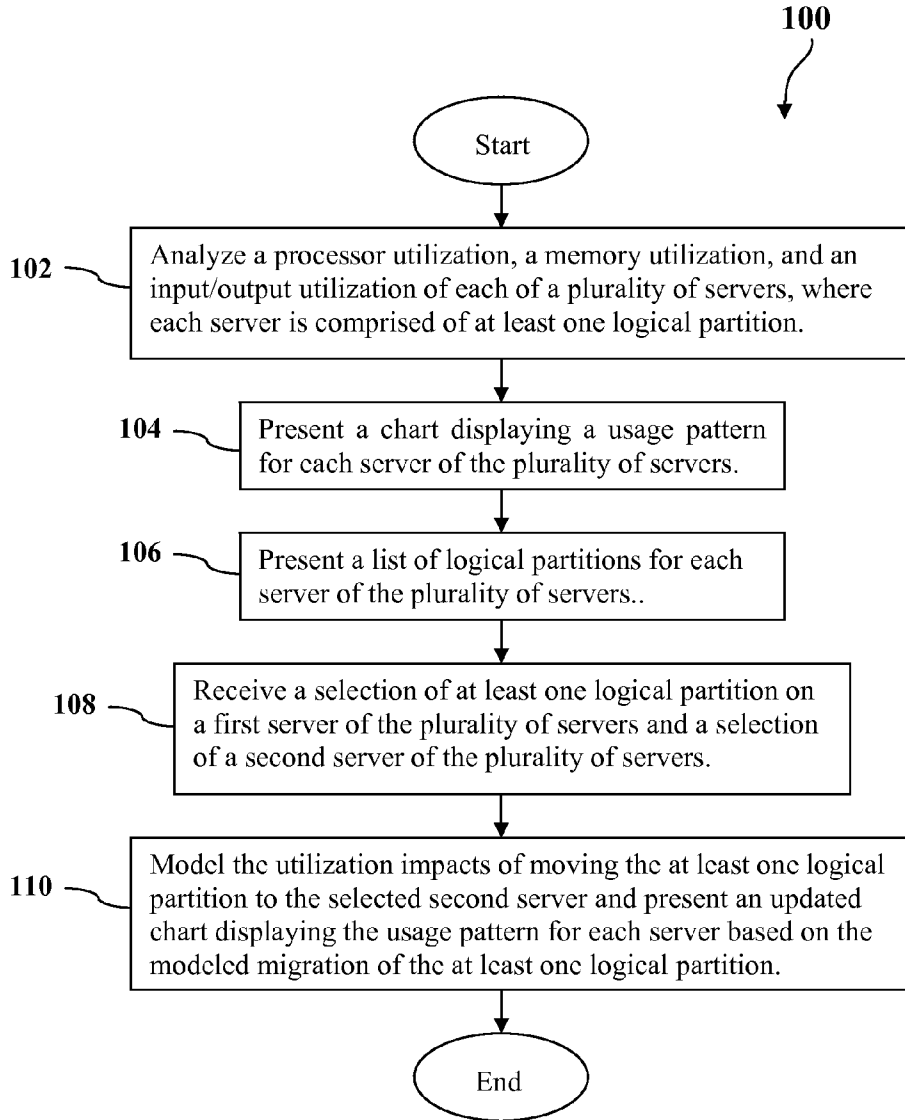 100
Start
102
Analyze a processor utilization, a memory utilization, and an
input/output utilization of each of a plurality of servers, where
each server is comprised of at least one logical partition.
104
Present a chart displaying a usage pattern
for each server of the plurality of servers.
106
Present a list of logical partitions for each
server of the plurality of servers..
108
Receive a selection of at least one logical partition on
a first server of the plurality of servers and a selection
of a second server of the plurality of servers.
110
Model the utilization impacts of moving the at least one logical
partition to the selected second server and present an updated
chart displaying the usage pattern for each server based on the
modeled migration of the at least one logical partition.
End